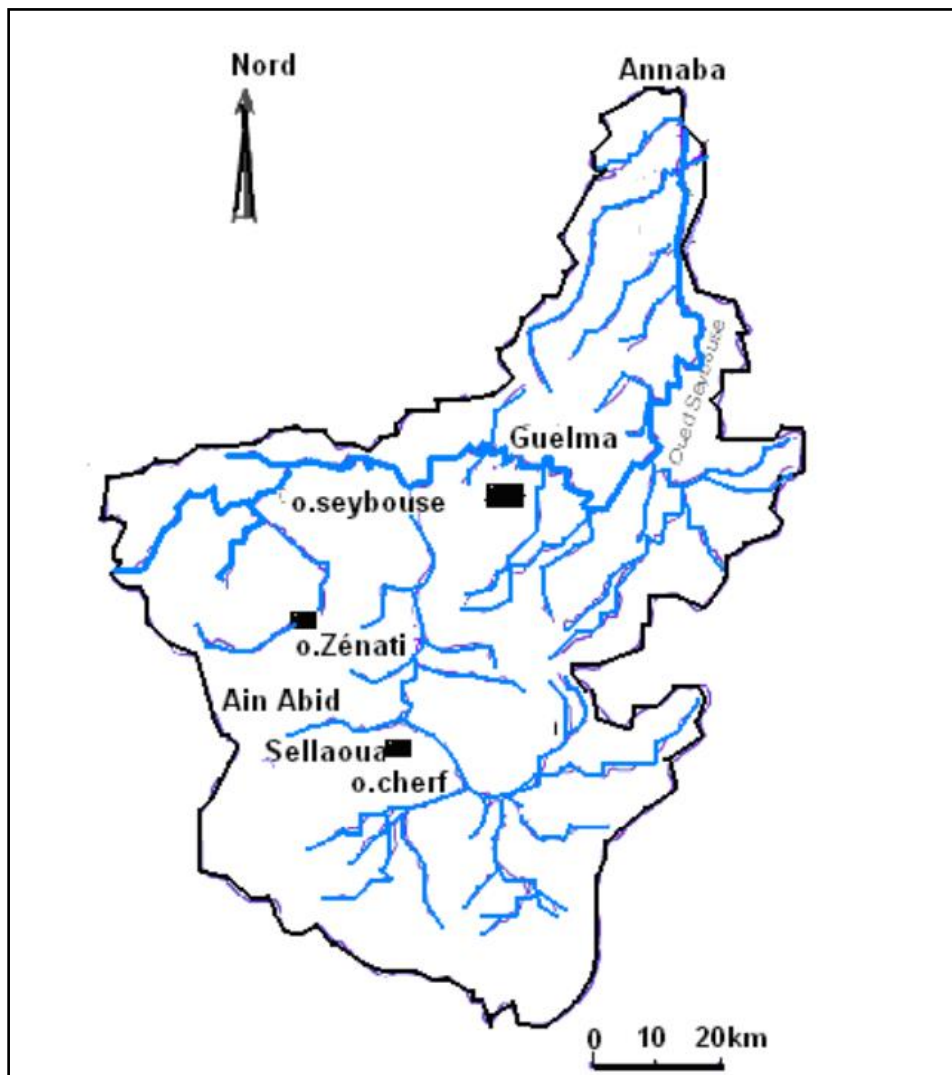 Nord
Annaba
Oued Seybouse
Guelma
o.seybouse
o.Zénati
Ain Abid
Sellaoua
o.cherf
0 10 20km